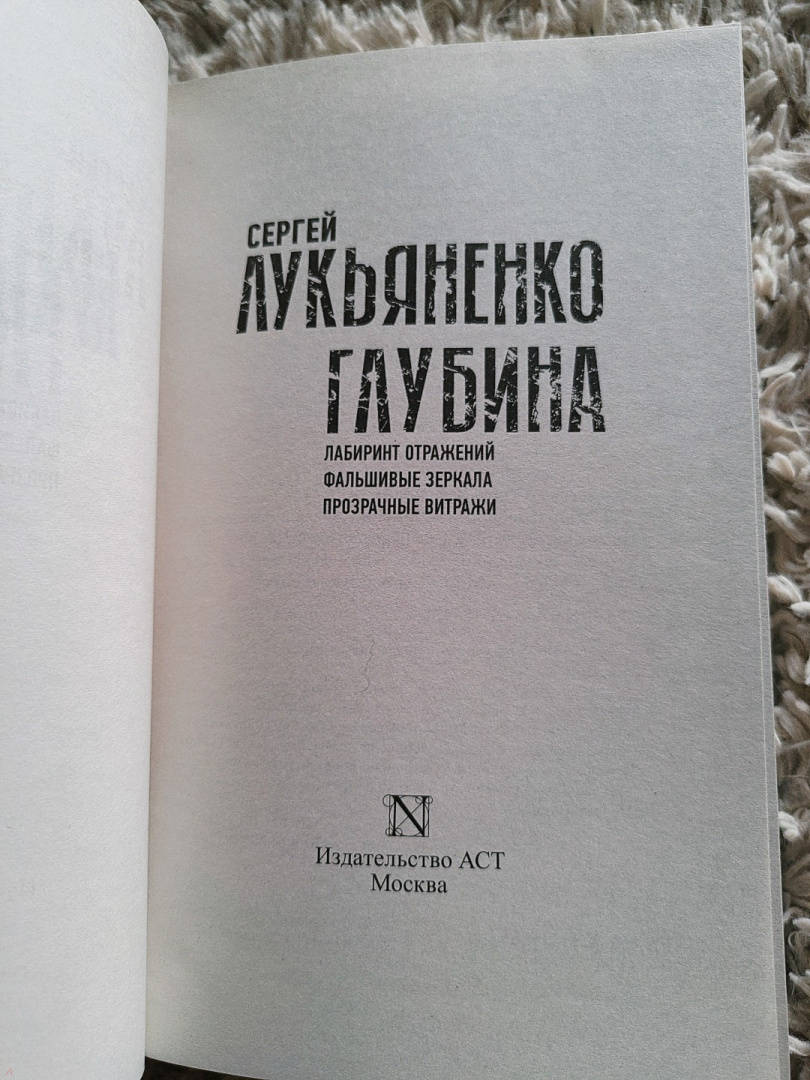 СЕРГЕЙ
ЛУКЬЯНЕНКО
ГЛУБИНА
ЛАБИРИНТ ОТРАЖЕНИЙ
ФАЛЬШИВЫЕ ЗЕРКАЛА
ПРОЗРАЧНЫЕ ВИТРАЖИ
N
Издательство АСТ
Москва